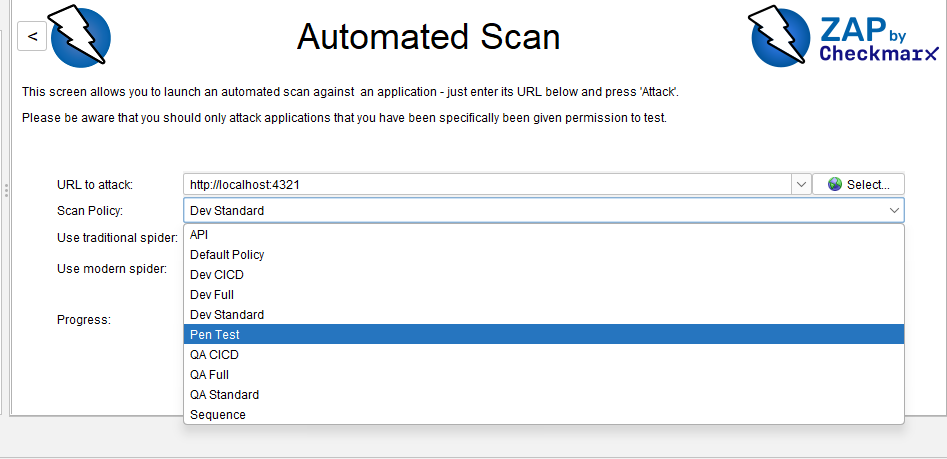 <
Automated Scan
ZAP by
Checkmarx
This screen allows you to launch an automated scan against  an application - just enter its URL below and press 'Attack'.
Please be aware that you should only attack applications that you have been specifically been given permission to test.
URL to attack: http://localhost:4321 Select...
Scan Policy: Dev Standard
Use traditional spider:
API
Default Policy
Use modern spider:
Dev CICD
Dev Full
Progress:
Dev Standard
Pen Test
QA CICD
QA Full
QA Standard
Sequence